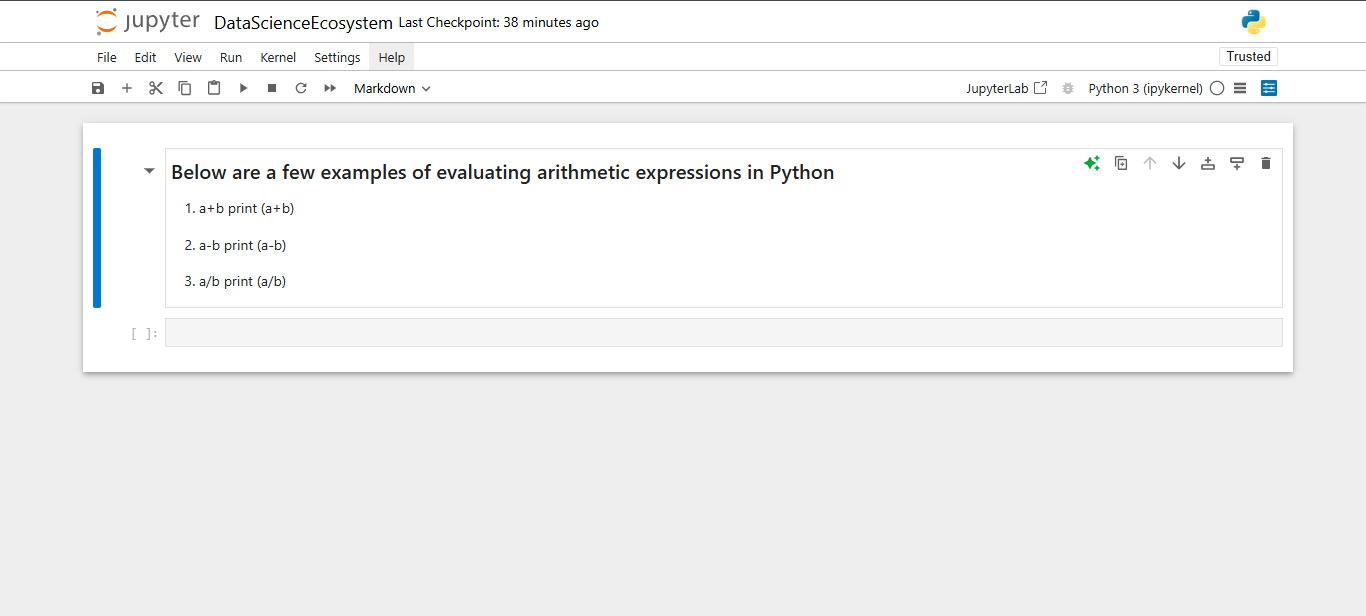 jupyter DataScienceEcosystem Last Checkpoint: 38 minutes ago
File Edit View Run Kernel Settings Help Trusted
Markdown JupyterLab Python 3 (ipykernel)
Below are a few examples of evaluating arithmetic expressions in Python
1. a+b print (a+b)
2. a-b print (a-b)
3. a/b print (a/b)
[ ]: